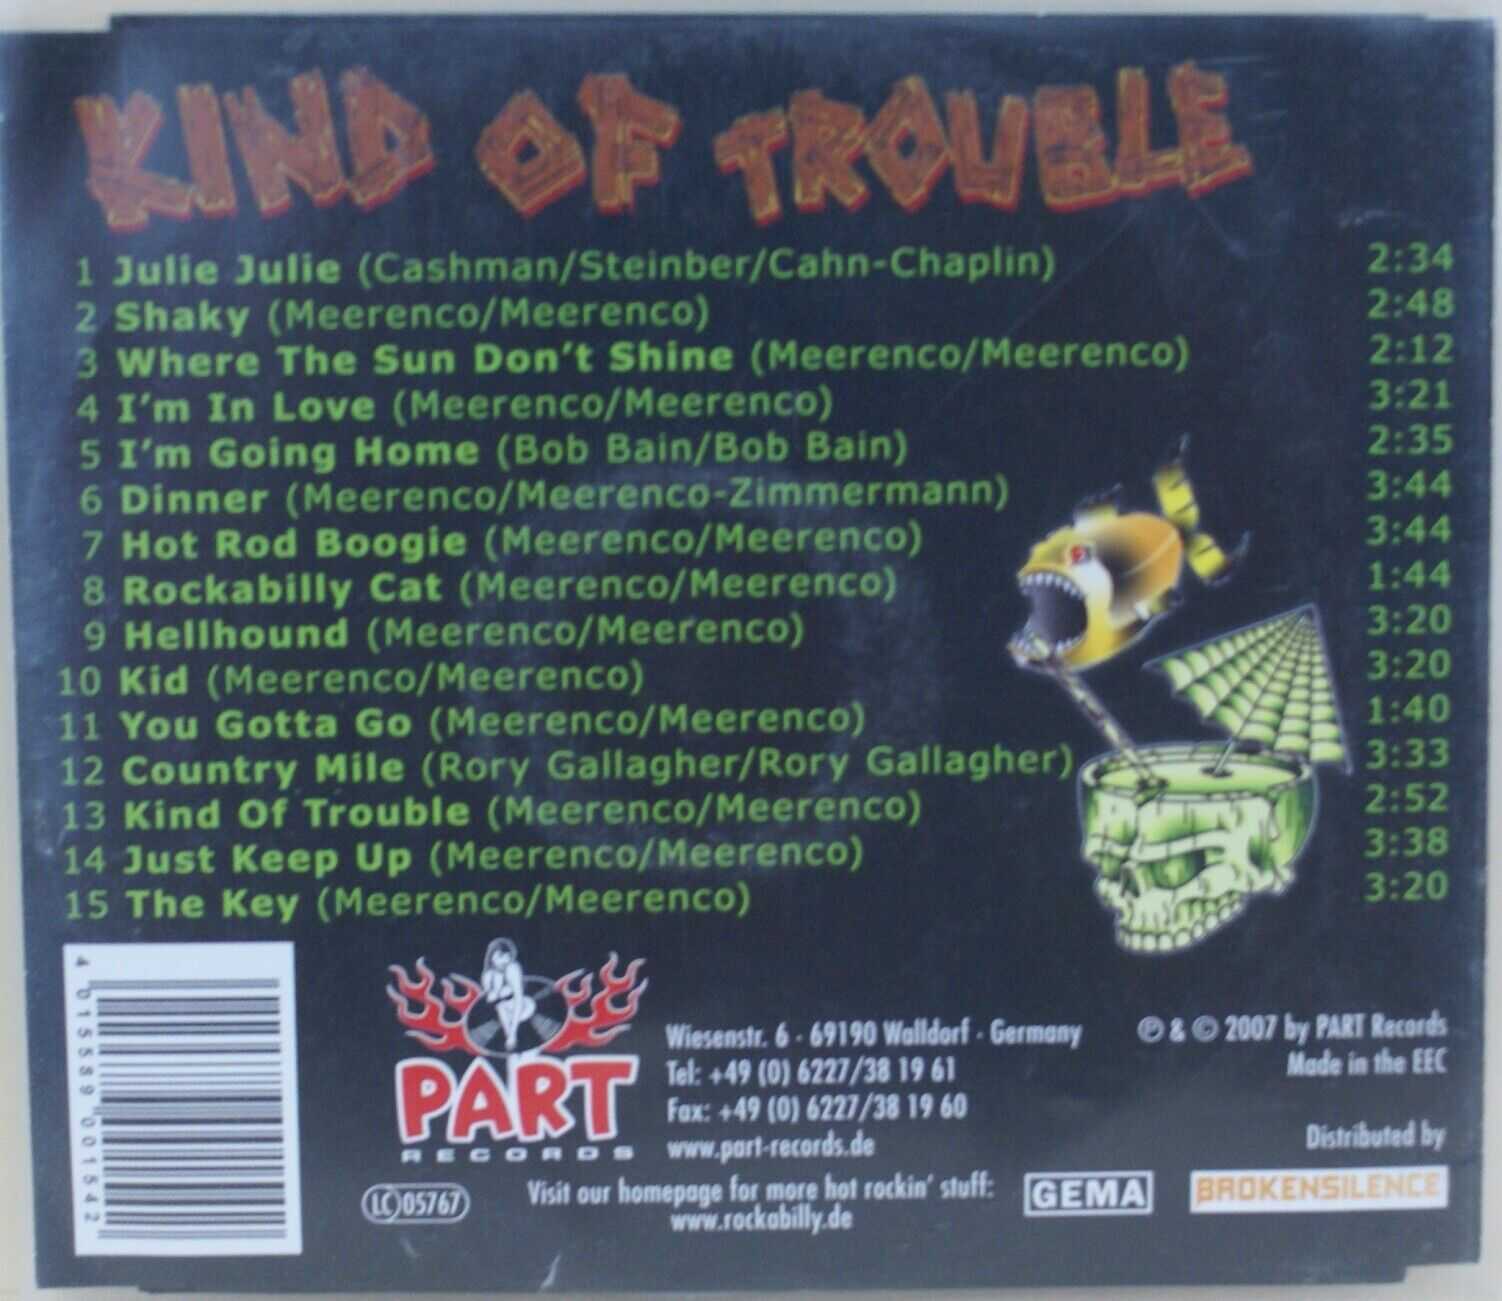 KIND OF TROUBLE
1 Julie Julie (Cashman/Steinber/Cahn-Chaplin) 2:34
2 Shaky (Meerenco/Meerenco) 2:48
3 Where The Sun Don't Shine (Meerenco/Meerenco) 2:12
4 I'm In Love (Meerenco/Meerenco) 3:21
5 I'm Going Home (Bob Bain/Bob Bain) 2:35
6 Dinner (Meerenco/Meerenco-Zimmermann) 3:44
7 Hot Rod Boogie (Meerenco/Meerenco) 3:44
8 Rockabilly Cat (Meerenco/Meerenco) 1:44
9 Hellhound (Meerenco/Meerenco) 3:20
10 Kid (Meerenco/Meerenco) 3:20
11 You Gotta Go (Meerenco/Meerenco) 1:40
12 Country Mile (Rory Gallagher/Rory Gallagher) 3:33
13 Kind Of Trouble (Meerenco/Meerenco) 2:52
14 Just Keep Up (Meerenco/Meerenco) 3:38
15 The Key (Meerenco/Meerenco) 3:20
4 015589 001542
PART
RECORDS
LC 05767
Wiesenstr. 6 - 69190 Walldorf - Germany
Tel: +49 (0) 6227/38 19 61
Fax: +49 (0) 6227/38 19 60
www.part-records.de
Visit our homepage for more hot rockin' stuff:
www.rockabilly.de
℗ & © 2007 by PART Records
Made in the EEC
Distributed by
GEMA
BROKENSILENCE